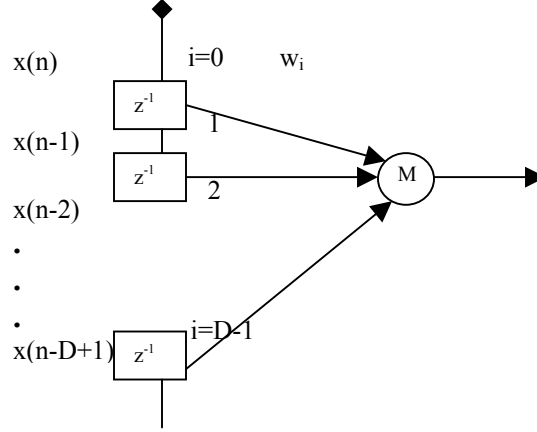 x(n) i=0 wᵢ
z⁻¹
1
x(n-1)
z⁻¹ M
2
x(n-2)
.
.
.
i=D-1
x(n-D+1) z⁻¹